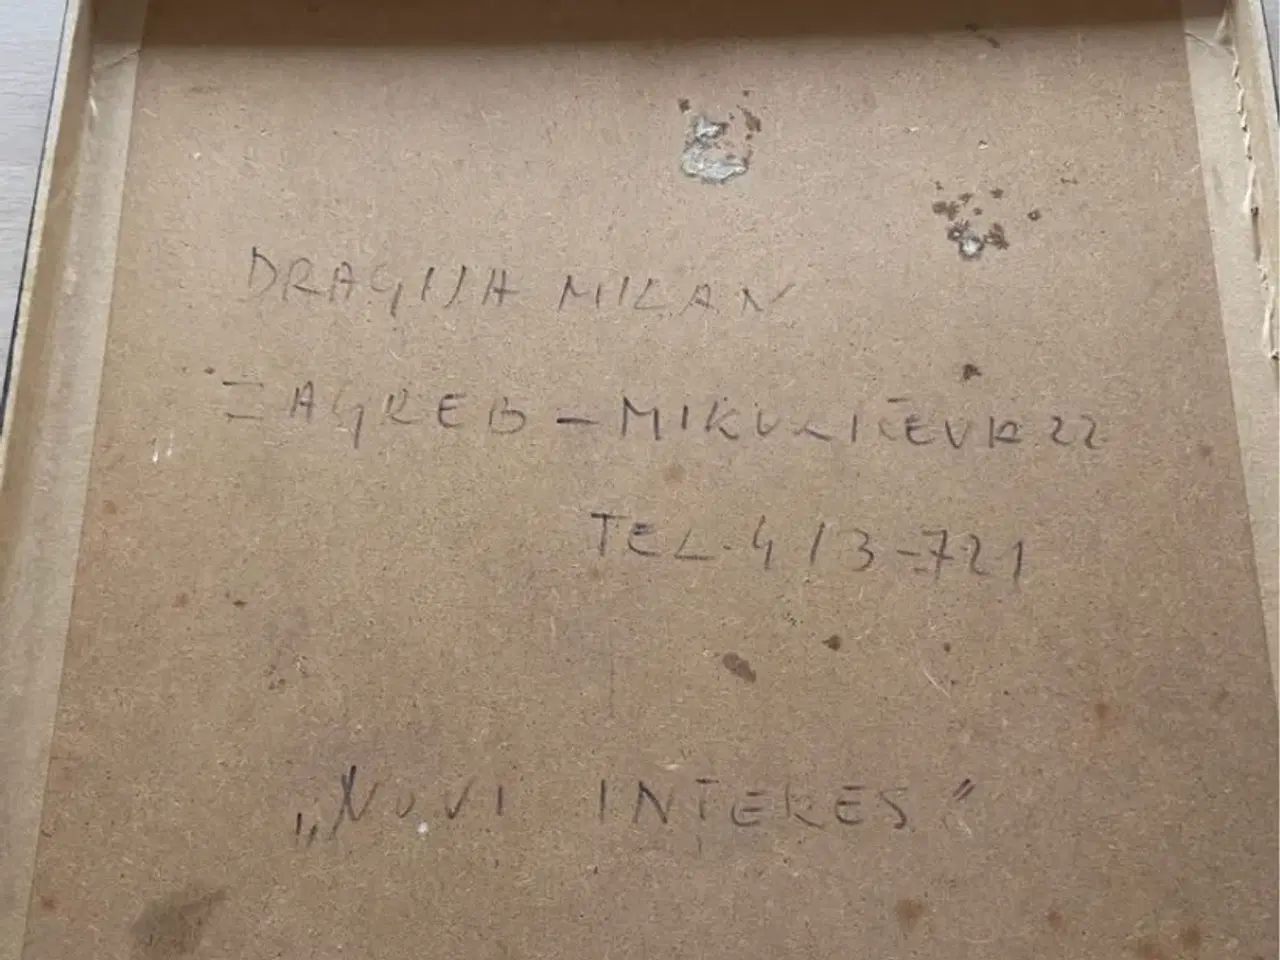 DRAGIJA MILAN
ZAGREB - MIKULIĆEVA 22
TEL. 413-721
„NOVI INTERES“